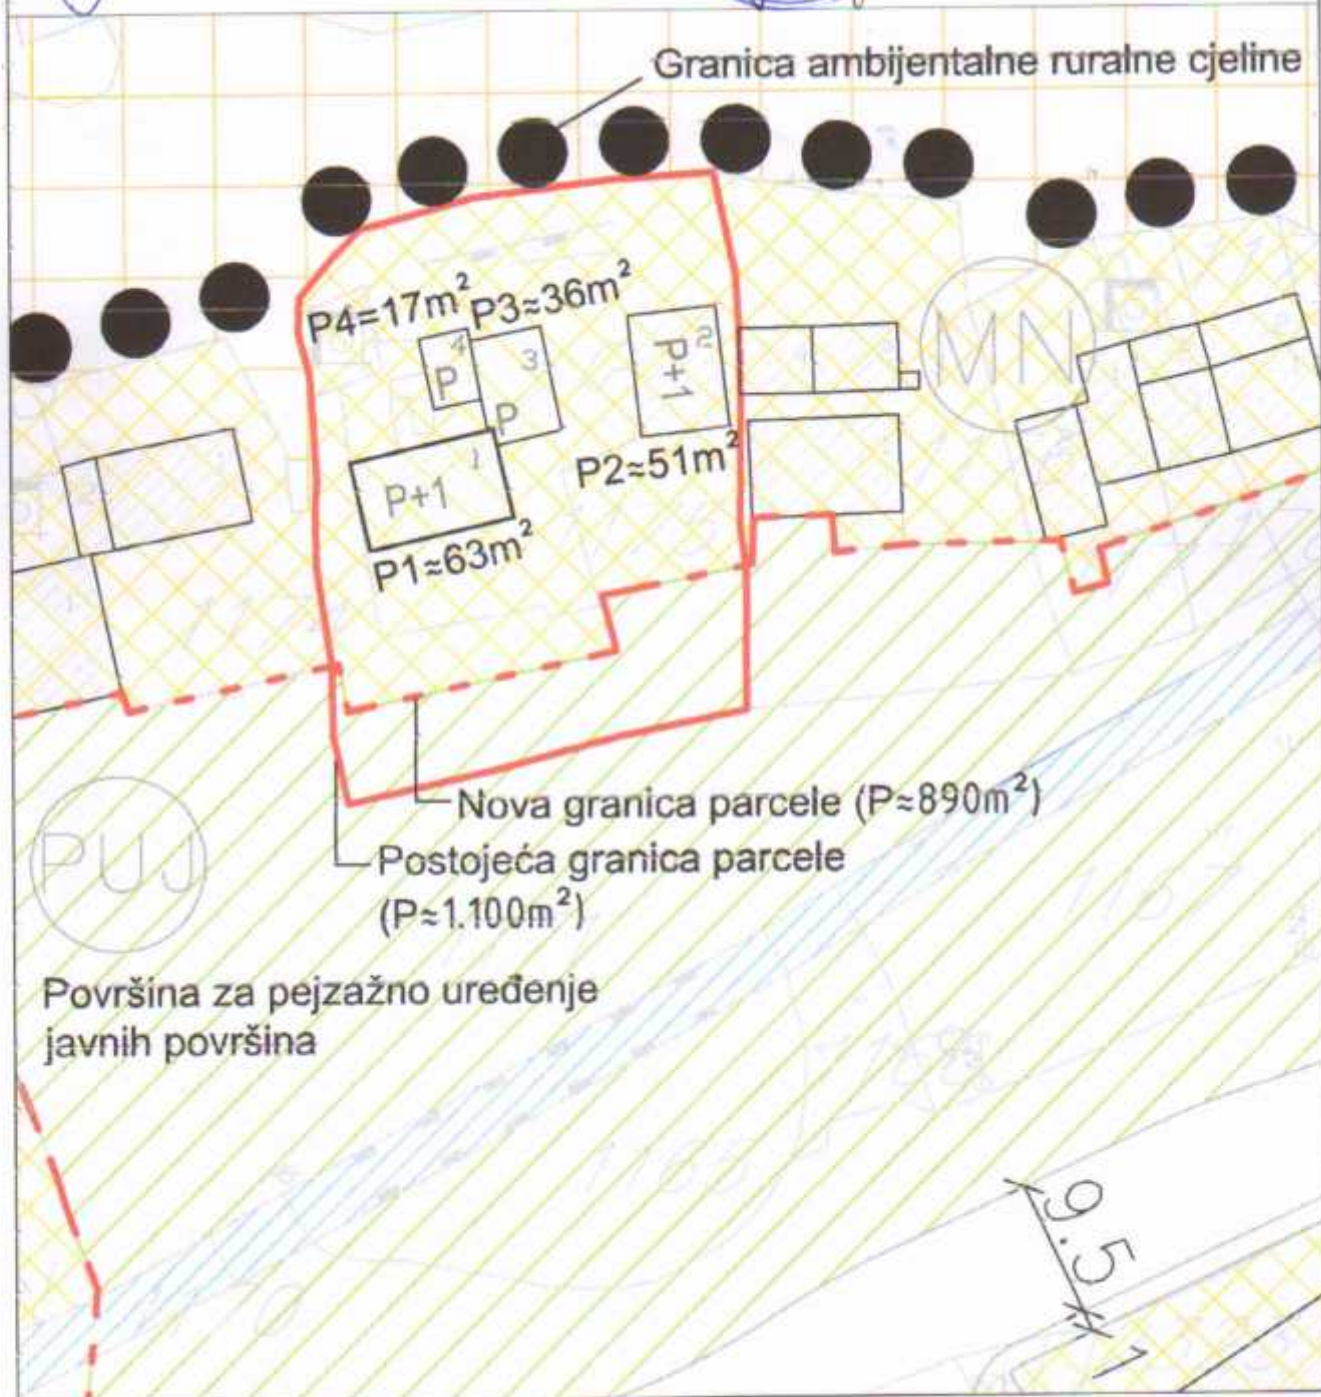 Granica ambijentalne ruralne cjeline
P4=17m²
P3≈36m²
4
P
3
P
2
P+1
P2≈51m²
1
P+1
P1≈63m²
MN
Nova granica parcele (P≈890m²)
Postojeća granica parcele
(P≈1.100m²)
PUJ
Površina za pejzažno uređenje
javnih površina
9.5
1